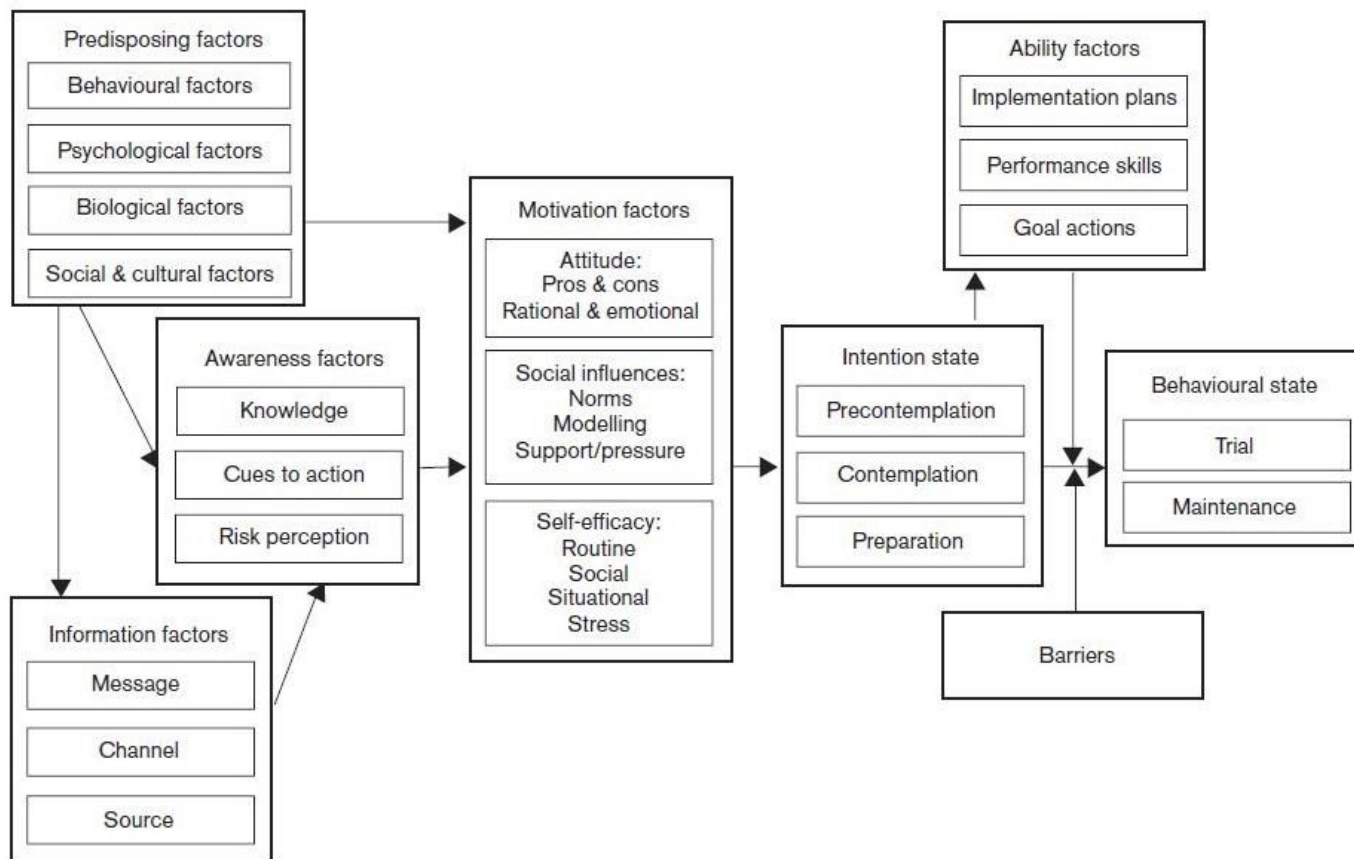 Predisposing factors
Behavioural factors
Psychological factors
Biological factors
Social & cultural factors
Awareness factors
Knowledge
Cues to action
Risk perception
Information factors
Message
Channel
Source
Motivation factors
Attitude:
Pros & cons
Rational & emotional
Social influences:
Norms
Modelling
Support/pressure
Self-efficacy:
Routine
Social
Situational
Stress
Intention state
Precontemplation
Contemplation
Preparation
Ability factors
Implementation plans
Performance skills
Goal actions
Barriers
Behavioural state
Trial
Maintenance